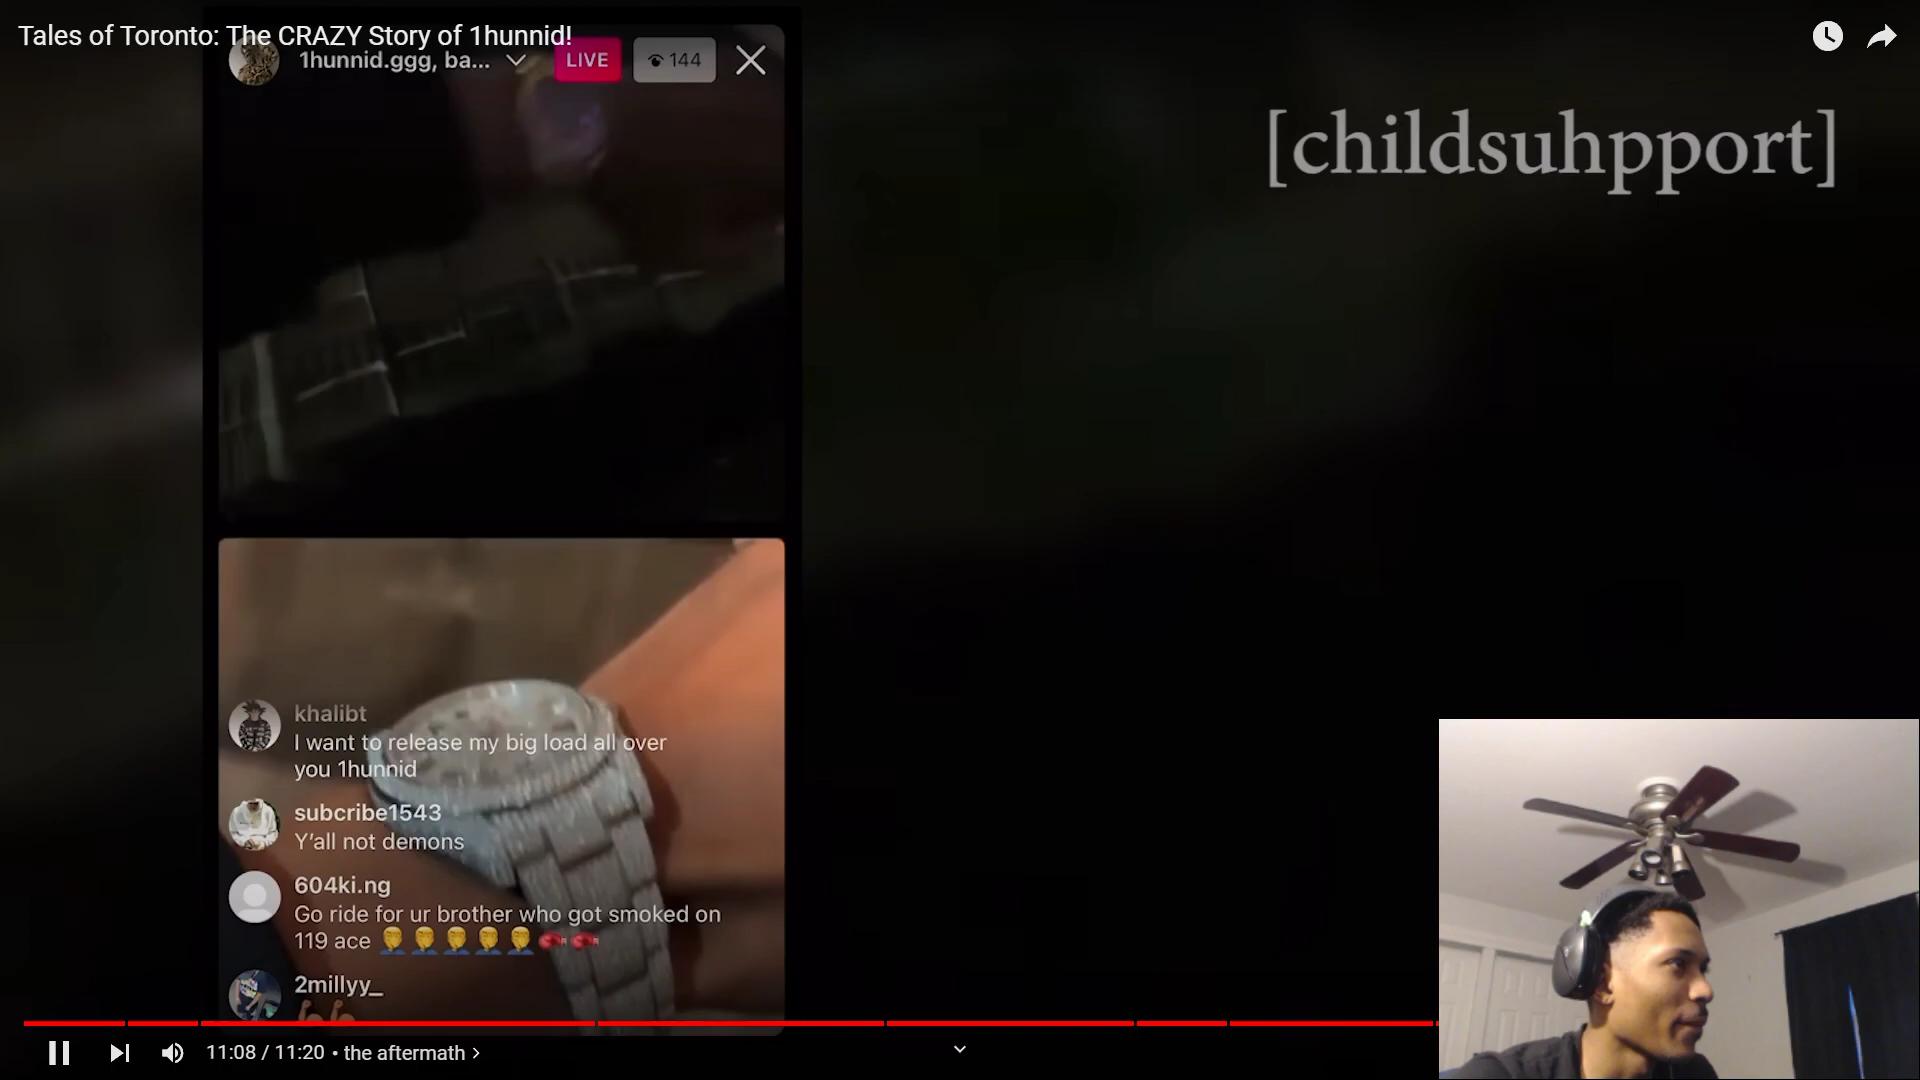 Tales of Toronto: The CRAZY Story of 1hunnid!
1hunnid.ggg, ba...
LIVE
144
[childsuhpport]
khalibt
I want to release my big load all over
you 1hunnid
subcribe1543
Y'all not demons
604ki.ng
Go ride for ur brother who got smoked on
119 ace 🤦‍♂️🤦‍♂️🤦‍♂️🤦‍♂️🤦‍♂️🥊🥊
2millyy_
💪🏾💪🏾
11:08 / 11:20 • the aftermath >